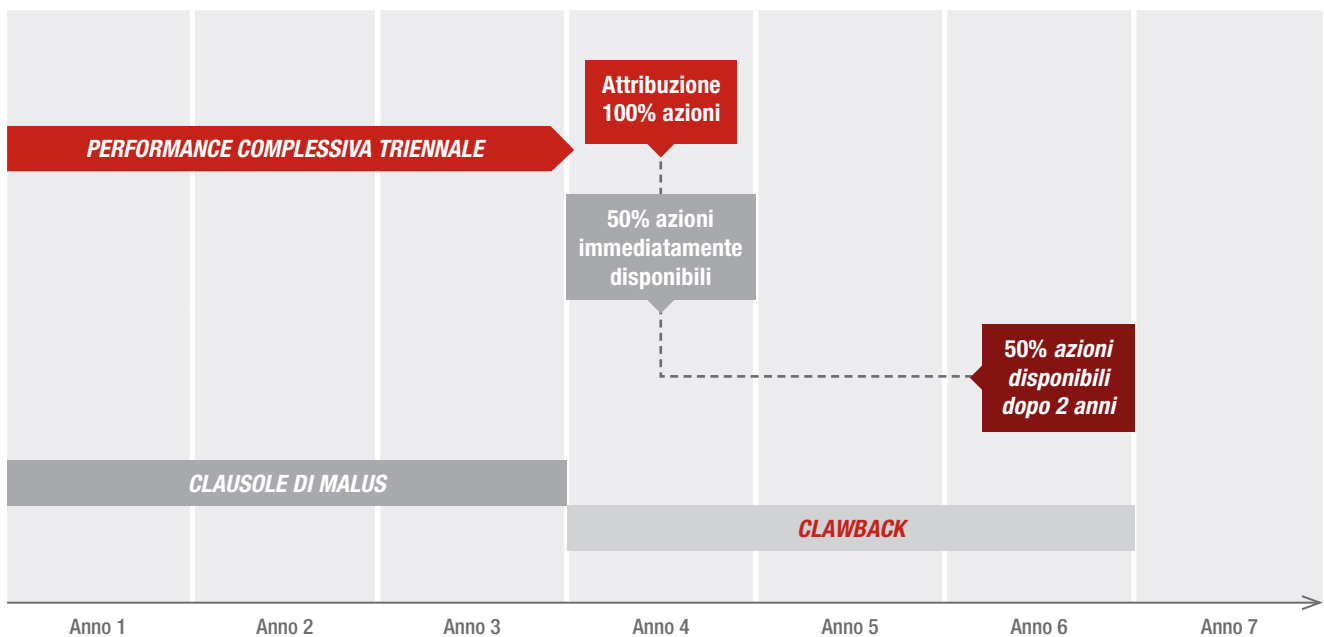 Attribuzione
100% azioni
PERFORMANCE COMPLESSIVA TRIENNALE
50% azioni
immediatamente
disponibili
50% azioni
disponibili
dopo 2 anni
CLAUSOLE DI MALUS
CLAWBACK
Anno 1
Anno 2
Anno 3
Anno 4
Anno 5
Anno 6
Anno 7